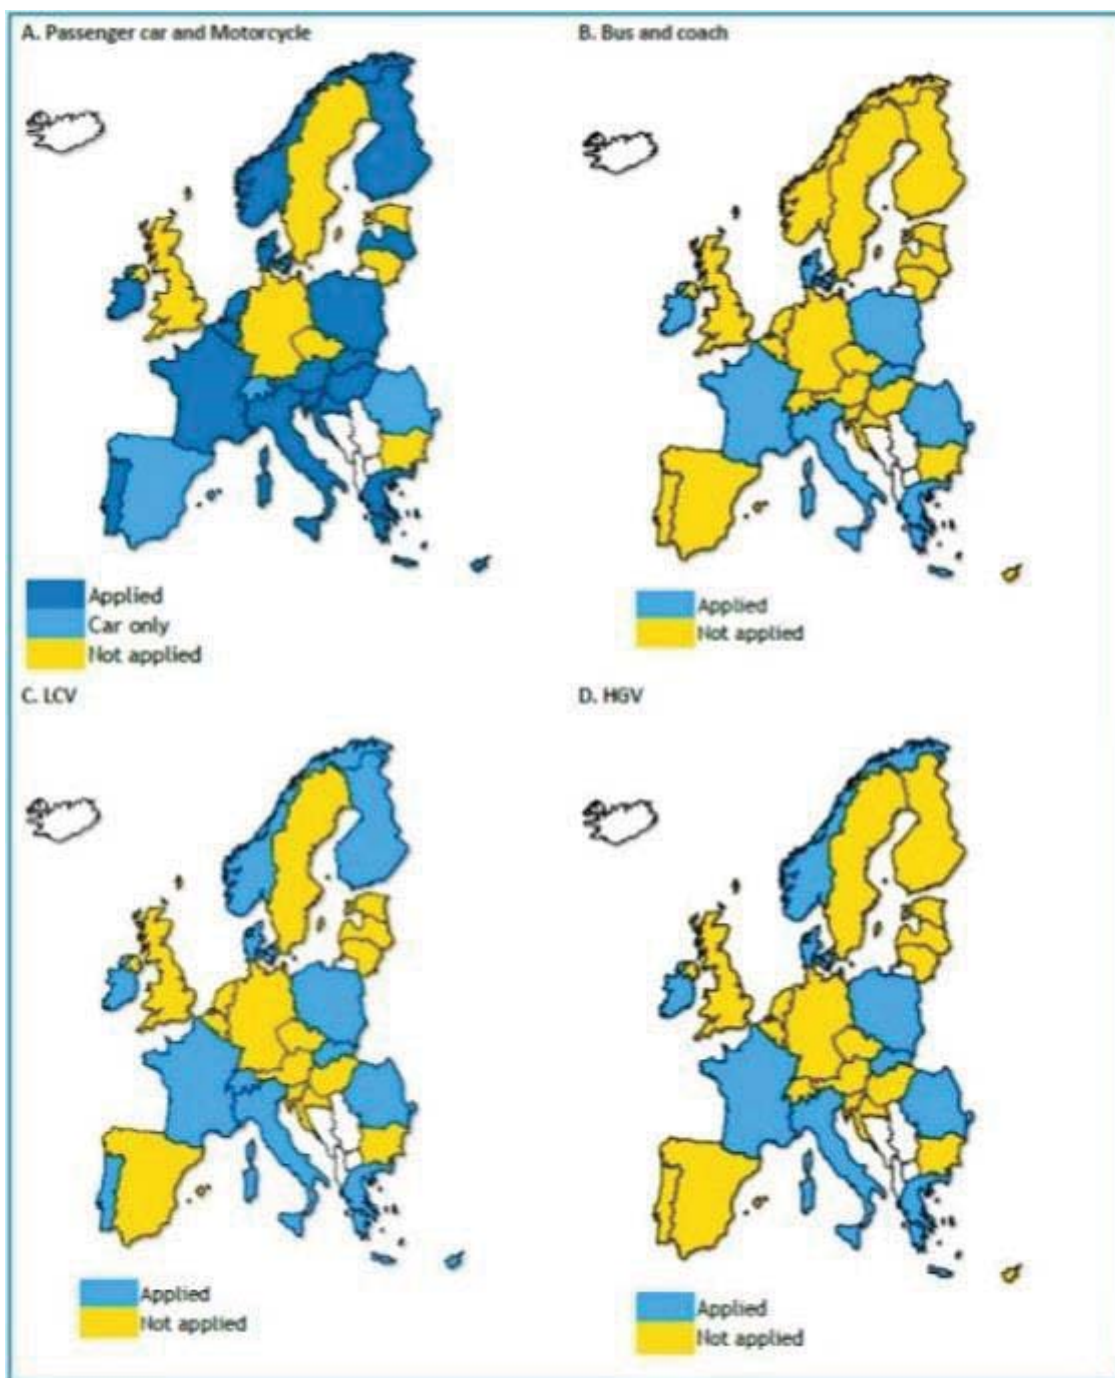 A. Passenger car and Motorcycle
B. Bus and coach
Applied
Car only
Not applied
Applied
Not applied
C. LCV
D. HGV
Applied
Not applied
Applied
Not applied